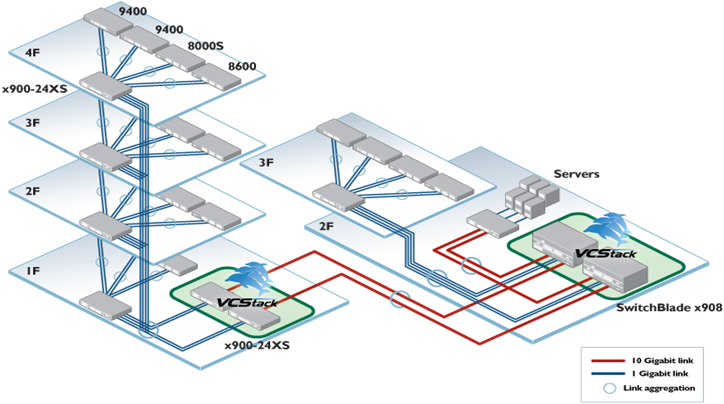 9400
9400
8000S
8600
4F
x900-24XS
3F
2F
1F
VCStack
x900-24XS
3F
2F
Servers
VCStack
SwitchBlade x908
10 Gigabit link
1 Gigabit link
Link aggregation